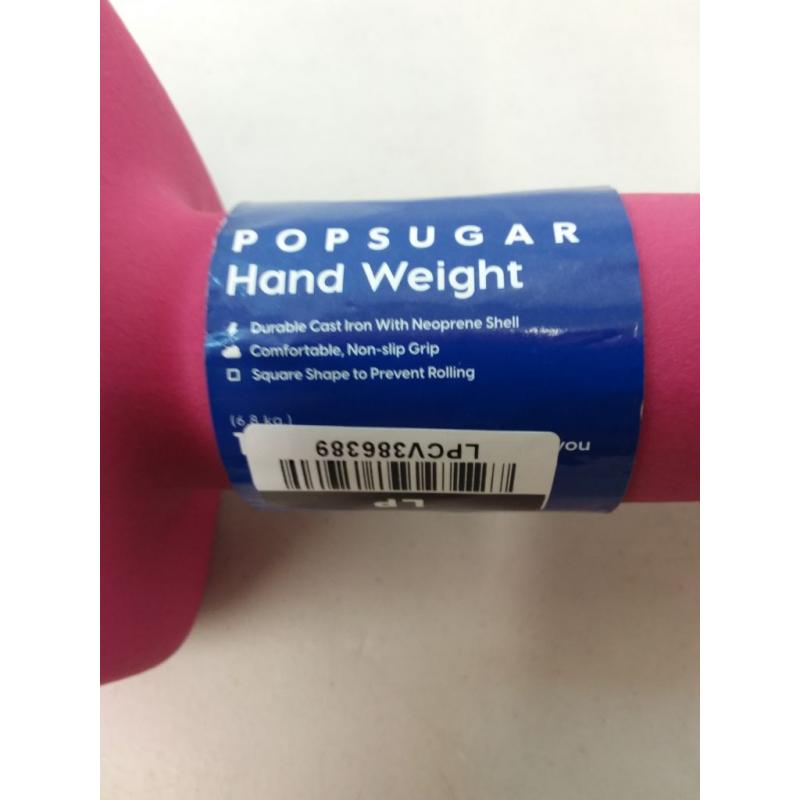 POPSUGAR
Hand Weight
Durable Cast Iron With Neoprene Shell
Comfortable, Non-slip Grip
Square Shape to Prevent Rolling
(6.8 kg.)
you
LPCV386389
LP